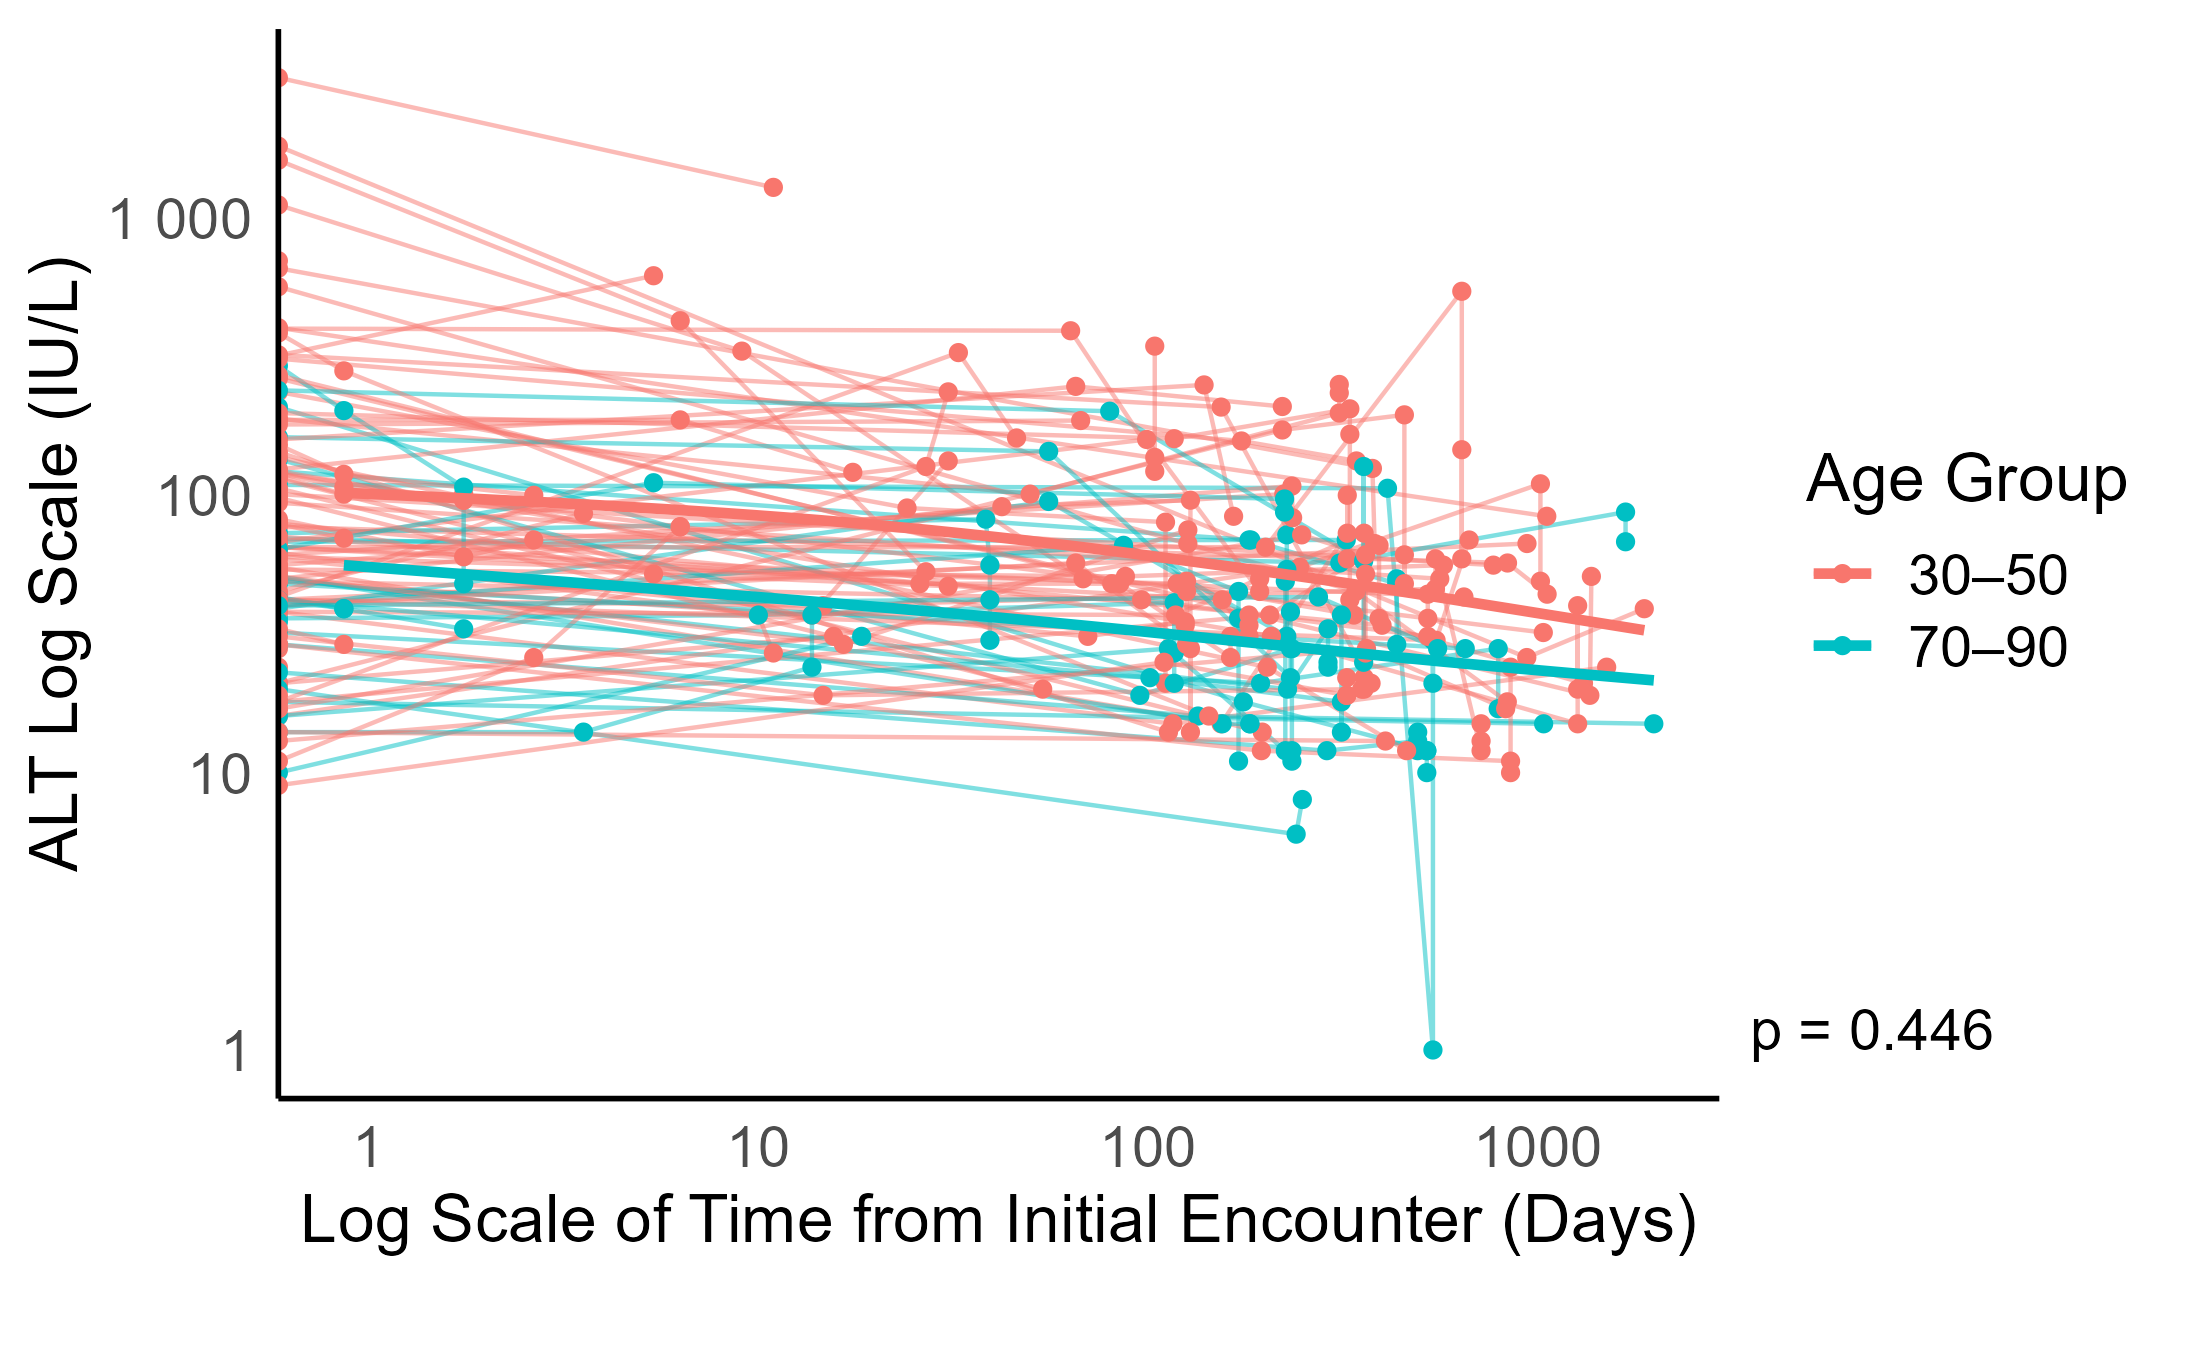 ALT Log Scale (IU/L)
1 000
100
10
1
1
10
100
1000
Log Scale of Time from Initial Encounter (Days)
Age Group
30–50
70–90
p = 0.446